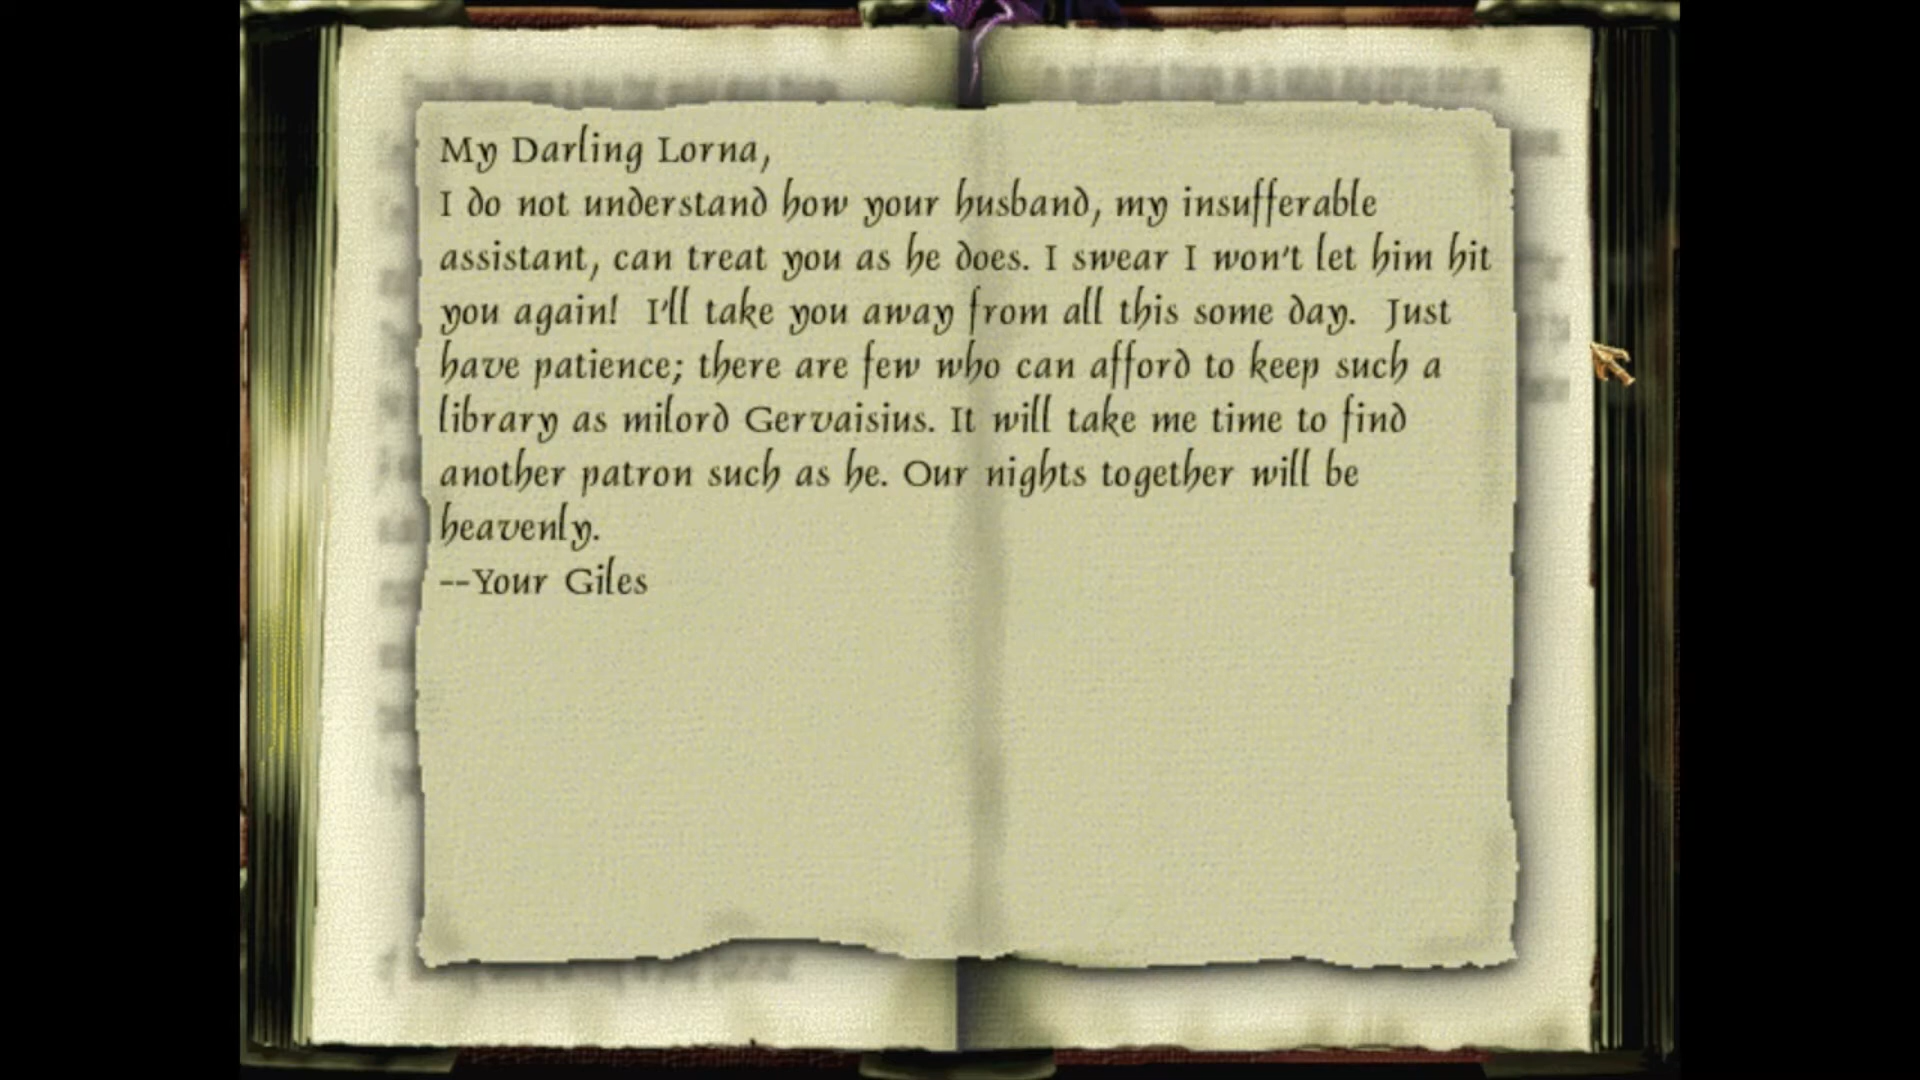 My Darling Lorna,
I do not understand how your husband, my insufferable
assistant, can treat you as he does. I swear I won't let him hit
you again!  I'll take you away from all this some day.  Just
have patience; there are few who can afford to keep such a
library as milord Gervaisius. It will take me time to find
another patron such as he. Our nights together will be
heavenly.
--Your Giles